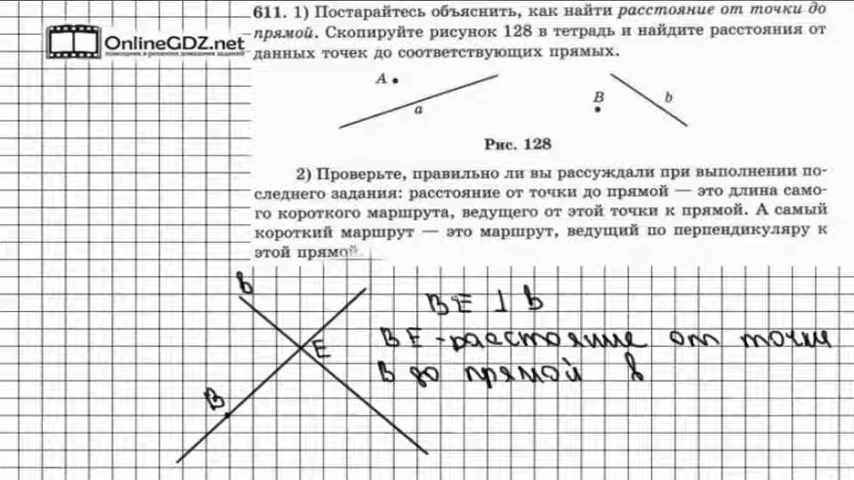 611. 1) Постарайтесь объяснить, как найти расстояние от точки до
прямой. Скопируйте рисунок 128 в тетрадь и найдите расстояния от
данных точек до соответствующих прямых.
OnlineGDZ.net
A
a
B
b
Рис. 128
2) Проверьте, правильно ли вы рассуждали при выполнении по-
следнего задания: расстояние от точки до прямой — это длина само-
го короткого маршрута, ведущего от этой точки к прямой. А самый
короткий маршрут — это маршрут, ведущий по перпендикуляру к
этой прямой.
b
E
B
BE ⊥ b
BE - расстояние от точки
B до прямой b